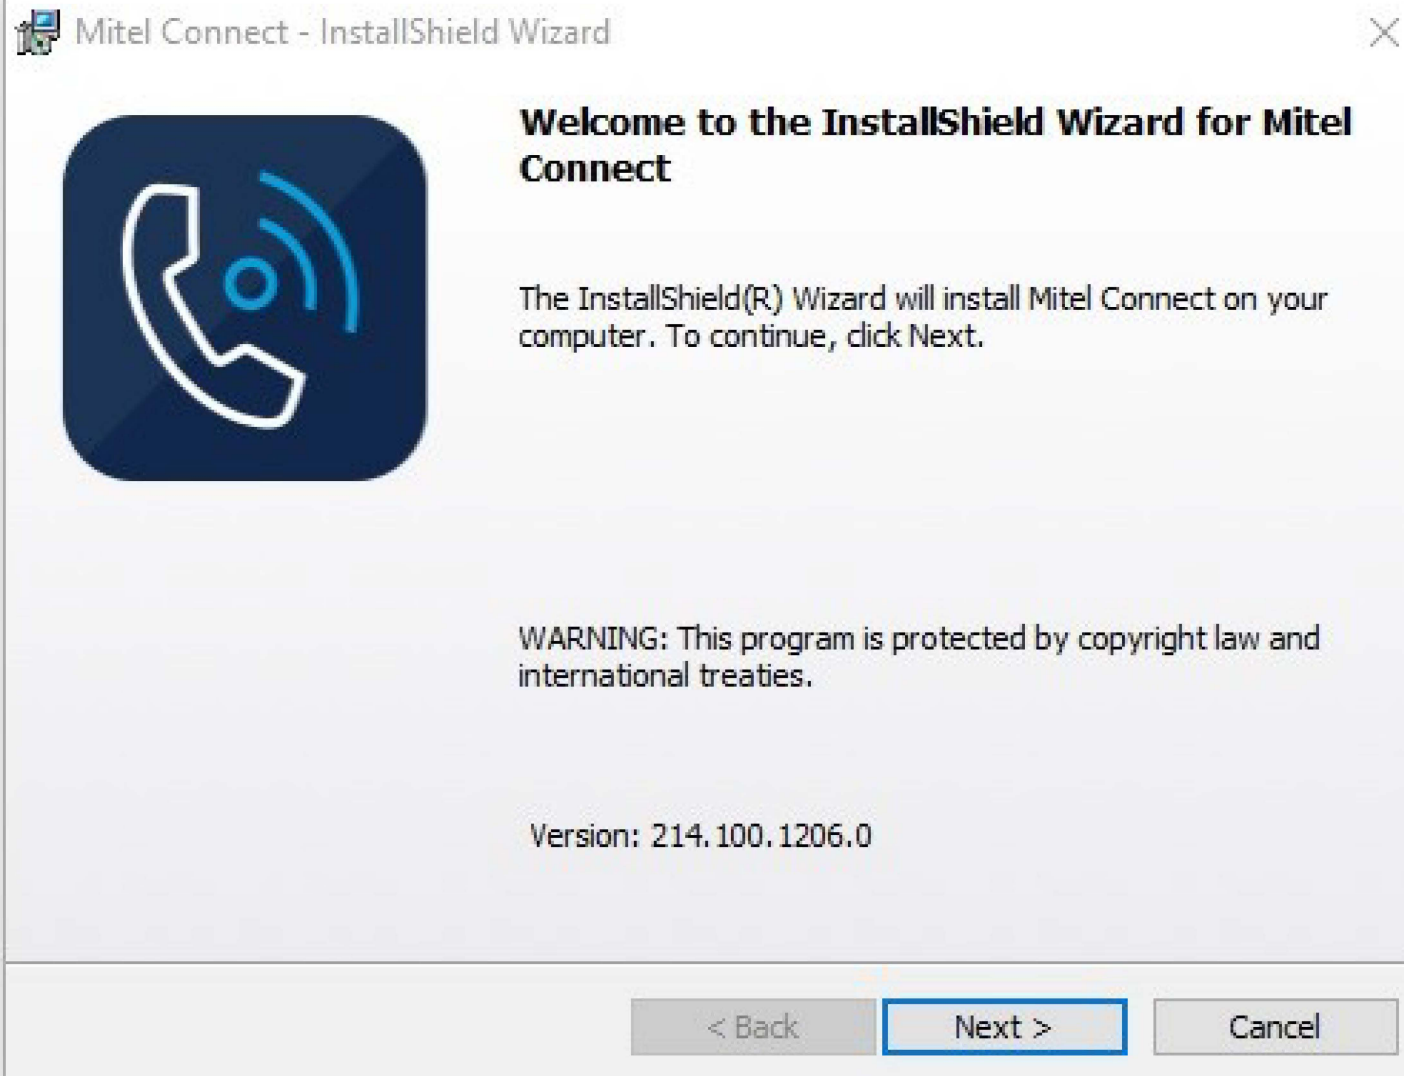 Mitel Connect - InstallShield Wizard
Welcome to the InstallShield Wizard for Mitel
Connect
The InstallShield(R) Wizard will install Mitel Connect on your
computer. To continue, click Next.
WARNING: This program is protected by copyright law and
international treaties.
Version: 214.100.1206.0
< Back
Next >
Cancel